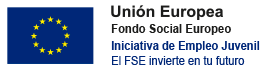 Unión Europea
Fondo Social Europeo
Iniciativa de Empleo Juvenil
El FSE invierte en tu futuro